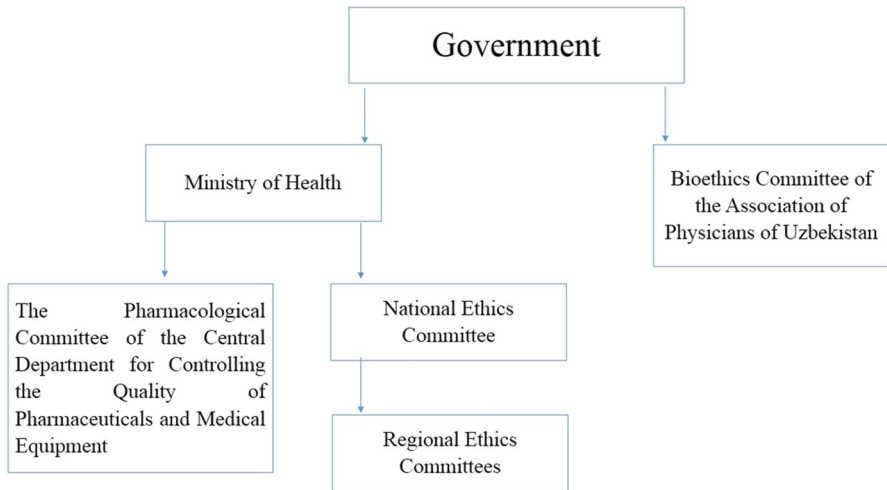 Government
Ministry of Health
Bioethics Committee of
the Association of
Physicians of Uzbekistan
The Pharmacological
Committee of the Central
Department for Controlling
the Quality of
Pharmaceuticals and Medical
Equipment
National Ethics
Committee
Regional Ethics
Committees